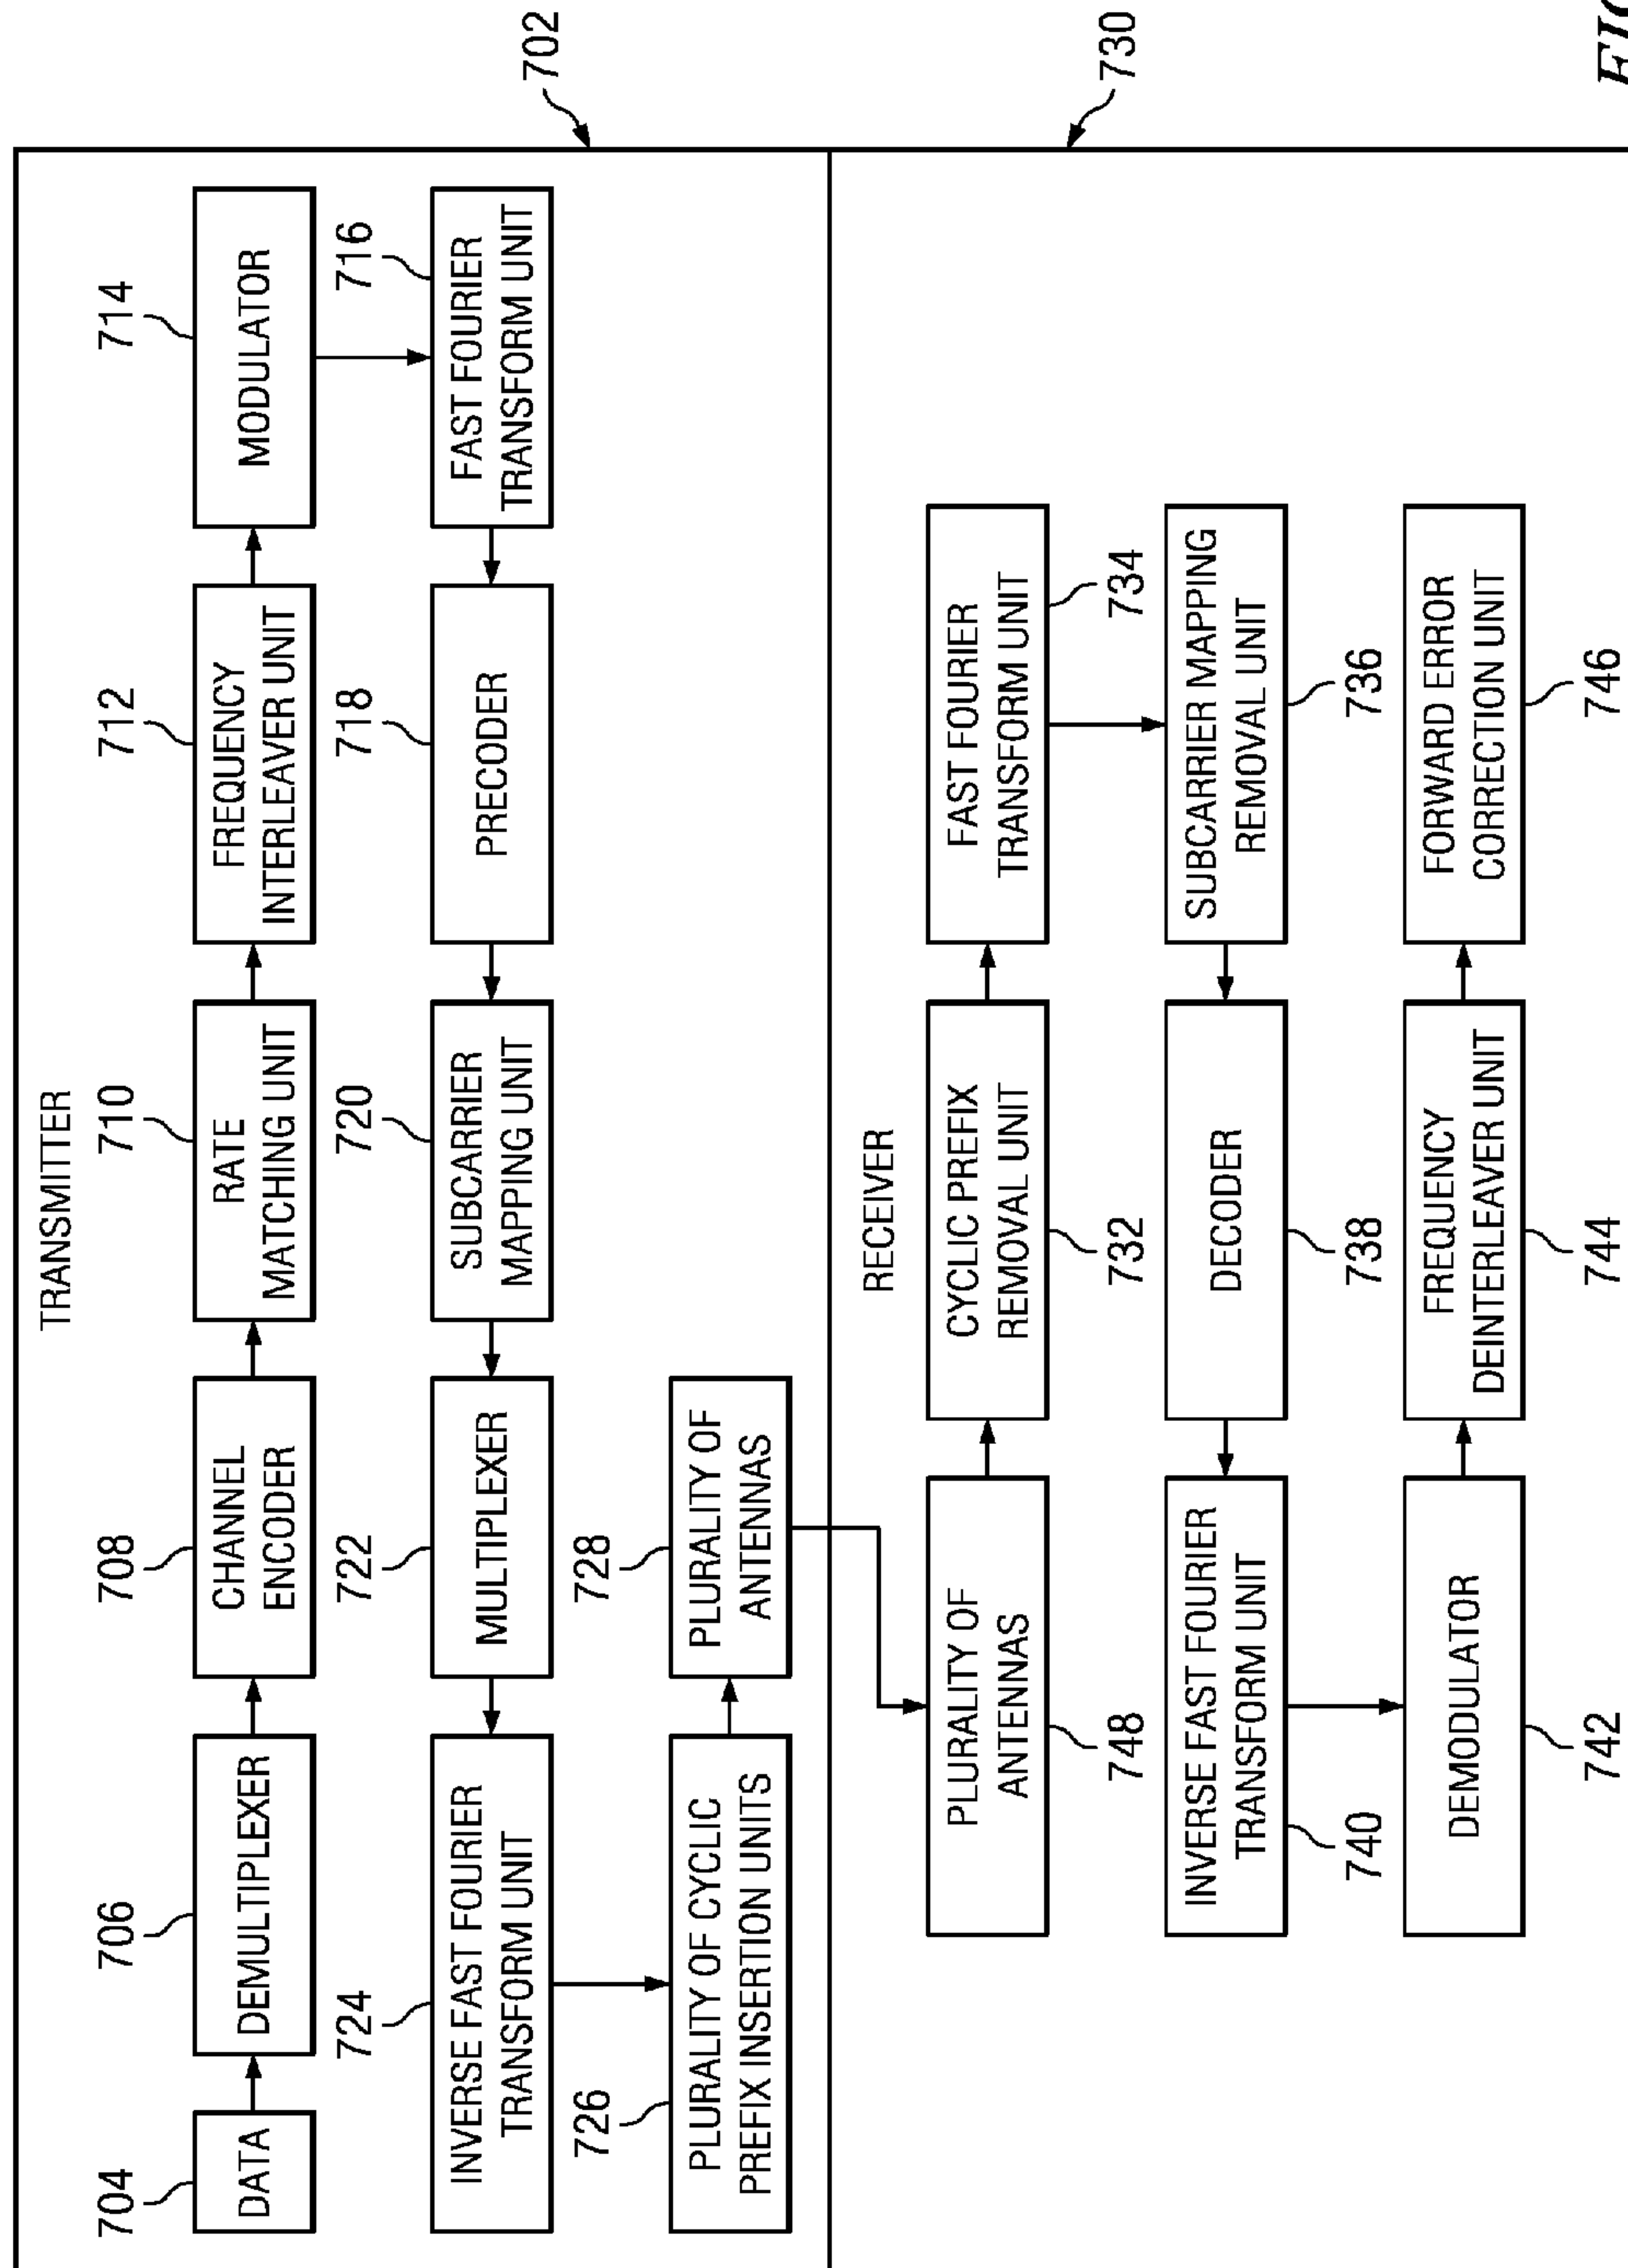 TRANSMITTER
702
704
706
708
710
712
714
DATA
DEMULTIPLEXER
CHANNEL
ENCODER
RATE
MATCHING UNIT
FREQUENCY
INTERLEAVER UNIT
MODULATOR
724
722
720
718
716
INVERSE FAST FOURIER
TRANSFORM UNIT
MULTIPLEXER
SUBCARRIER
MAPPING UNIT
PRECODER
FAST FOURIER
TRANSFORM UNIT
726
728
PLURALITY OF CYCLIC
PREFIX INSERTION UNITS
PLURALITY OF
ANTENNAS
RECEIVER
730
PLURALITY OF
ANTENNAS
CYCLIC PREFIX
REMOVAL UNIT
FAST FOURIER
TRANSFORM UNIT
748
732
734
INVERSE FAST FOURIER
TRANSFORM UNIT
DECODER
SUBCARRIER MAPPING
REMOVAL UNIT
740
738
736
DEMODULATOR
FREQUENCY
DEINTERLEAVER UNIT
FORWARD ERROR
CORRECTION UNIT
742
744
746